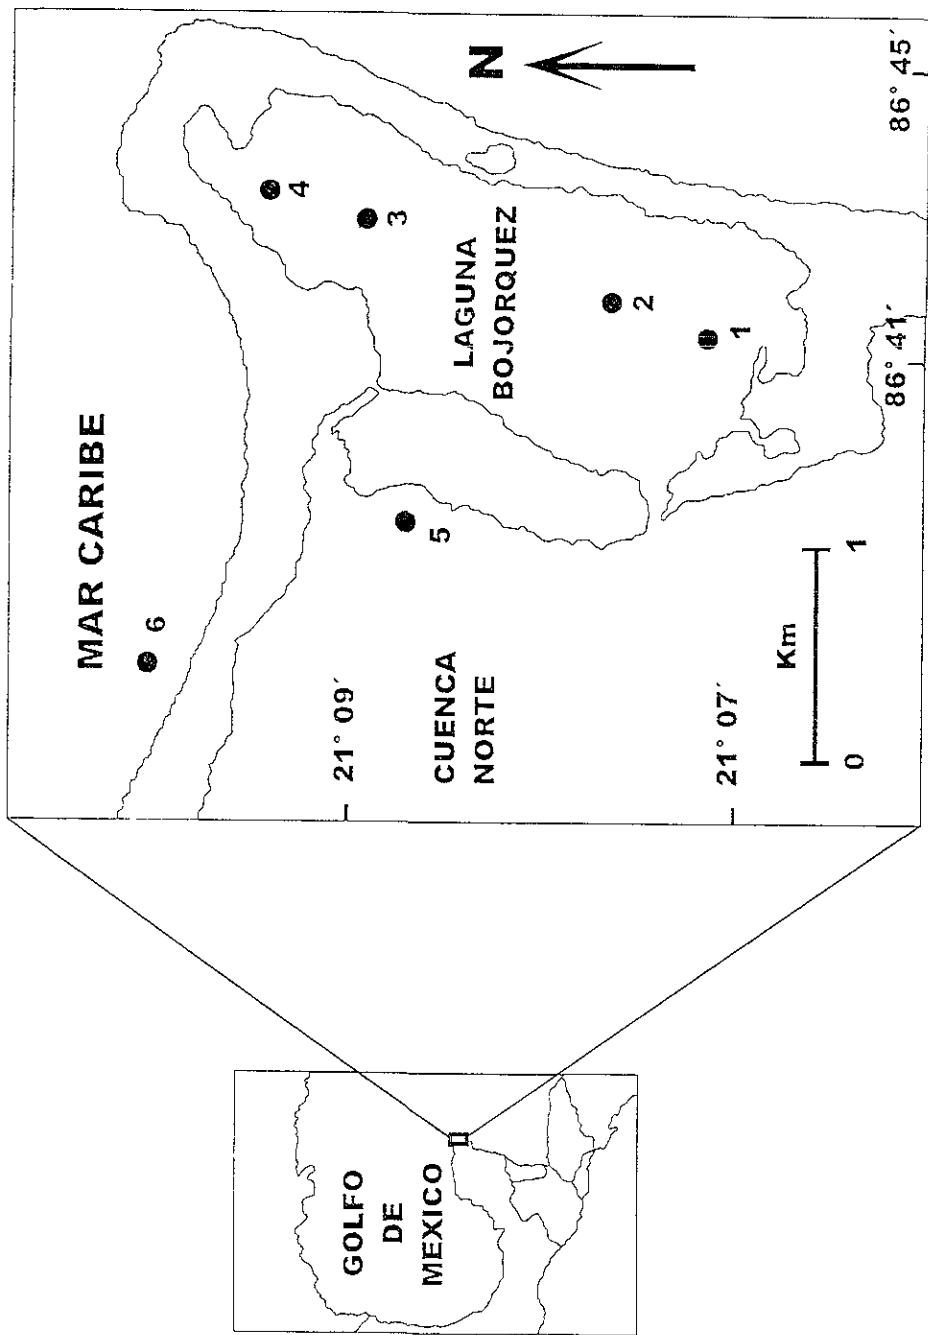 GOLFO
DE
MEXICO
MAR CARIBE
6
N
4
3
LAGUNA
BOJORQUEZ
2
1
5
CUENCA
NORTE
21° 09´
21° 07´
Km
0 1
86° 41´
86° 45´